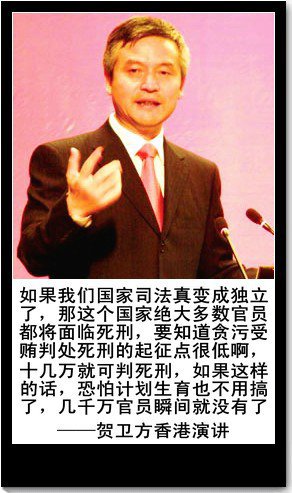 如果我们国家司法真变成独立
了，那这个国家绝大多数官员
都将面临死刑，要知道贪污受
贿判处死刑的起征点很低啊，
十几万就可判死刑，如果这样
的话，恐怕计划生育也不用搞
了，几千万官员瞬间就没有了
——贺卫方香港演讲